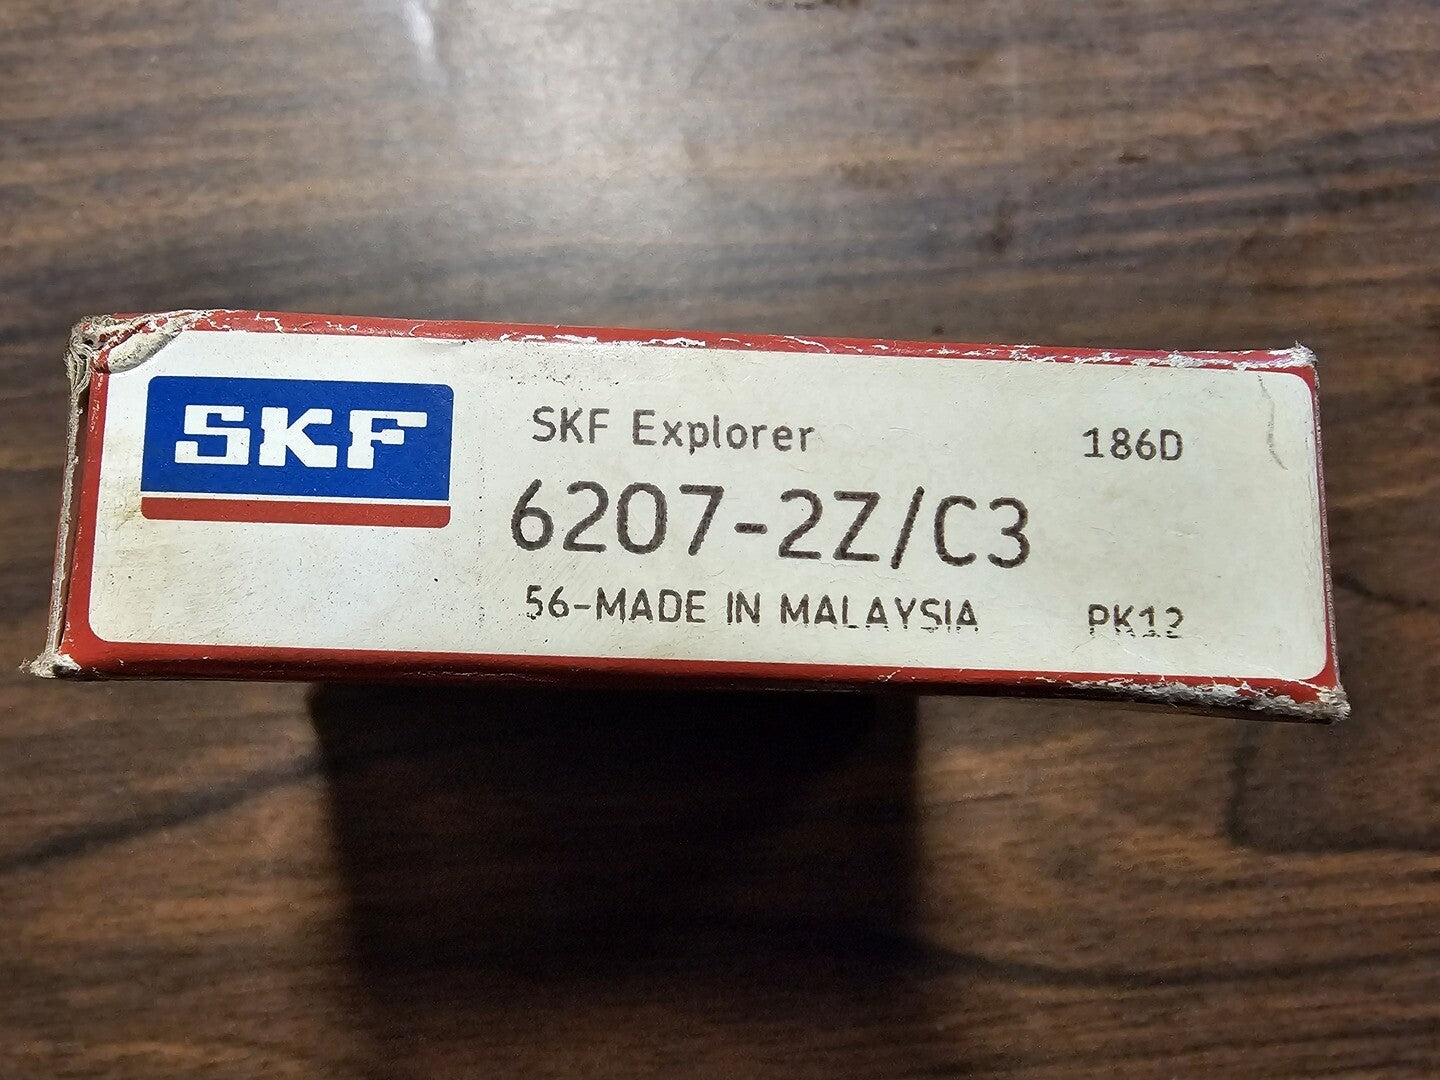 SKF
SKF Explorer 186D
6207-2Z/C3
56-MADE IN MALAYSIA PK12